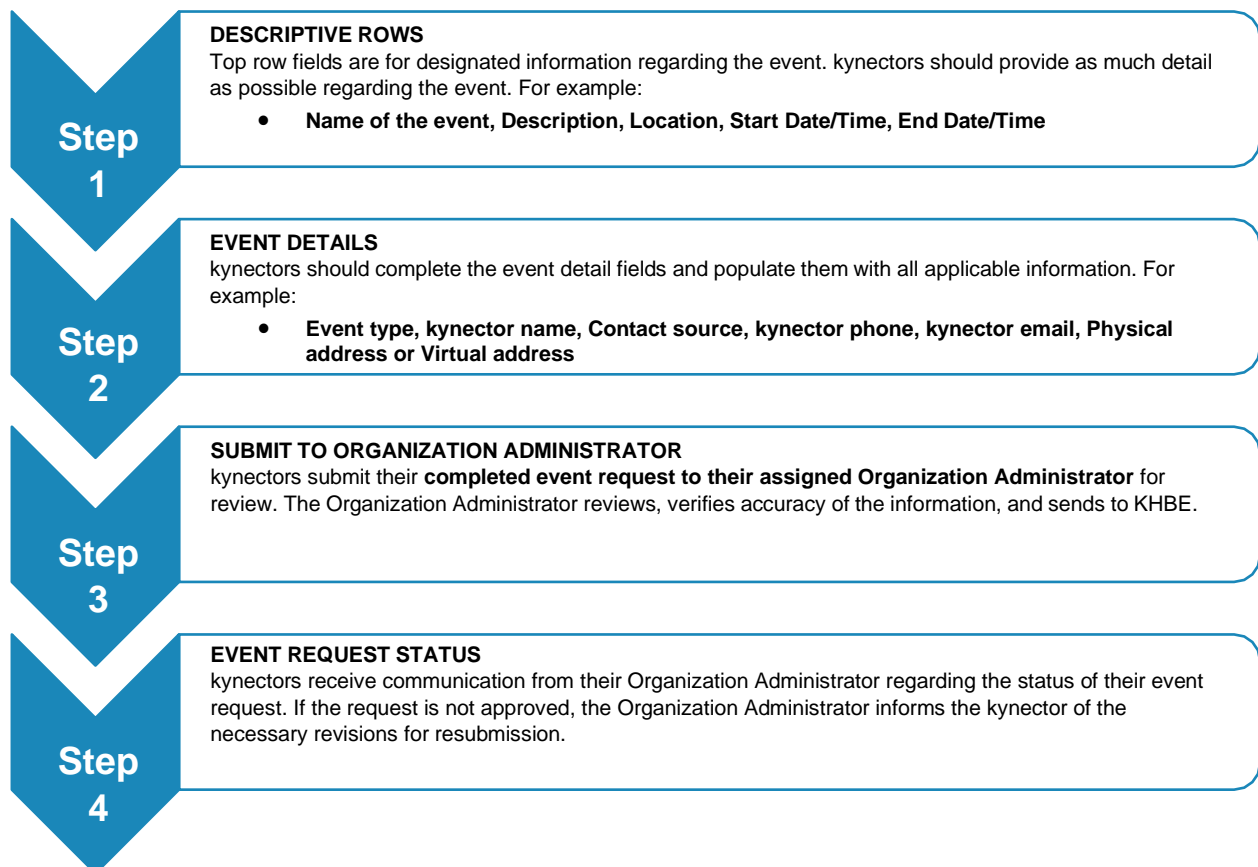 Step
1
DESCRIPTIVE ROWS
Top row fields are for designated information regarding the event. kynectors should provide as much detail
as possible regarding the event. For example:
• Name of the event, Description, Location, Start Date/Time, End Date/Time
Step
2
EVENT DETAILS
kynectors should complete the event detail fields and populate them with all applicable information. For
example:
• Event type, kynector name, Contact source, kynector phone, kynector email, Physical
address or Virtual address
Step
3
SUBMIT TO ORGANIZATION ADMINISTRATOR
kynectors submit their completed event request to their assigned Organization Administrator for
review. The Organization Administrator reviews, verifies accuracy of the information, and sends to KHBE.
Step
4
EVENT REQUEST STATUS
kynectors receive communication from their Organization Administrator regarding the status of their event
request. If the request is not approved, the Organization Administrator informs the kynector of the
necessary revisions for resubmission.